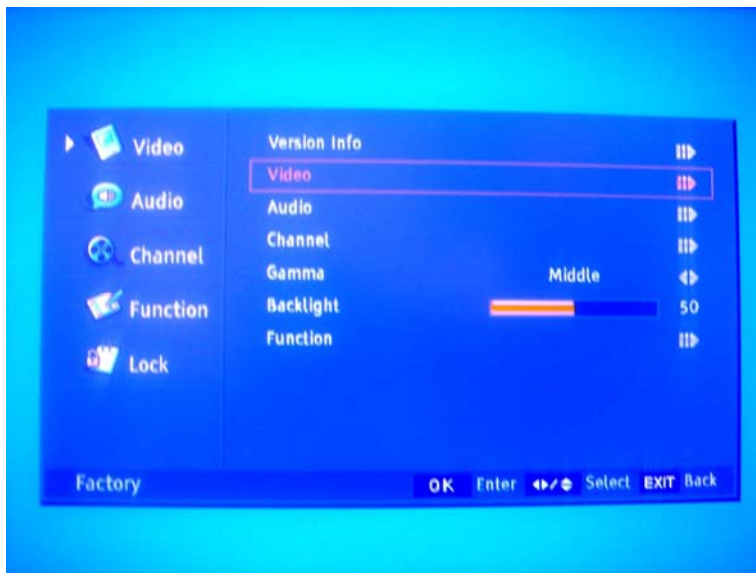 Video
Audio
Channel
Function
Lock
Version Info
Video
Audio
Channel
Gamma Middle
Backlight 50
Function
Factory OK Enter Select EXIT Back